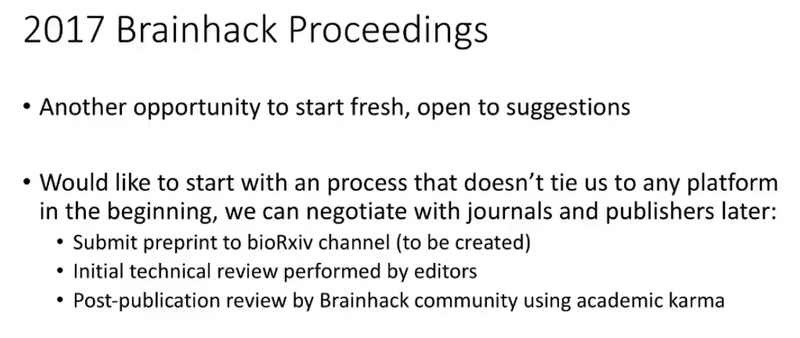 2017 Brainhack Proceedings
• Another opportunity to start fresh, open to suggestions
• Would like to start with an process that doesn’t tie us to any platform
in the beginning, we can negotiate with journals and publishers later:
• Submit preprint to bioRxiv channel (to be created)
• Initial technical review performed by editors
• Post-publication review by Brainhack community using academic karma